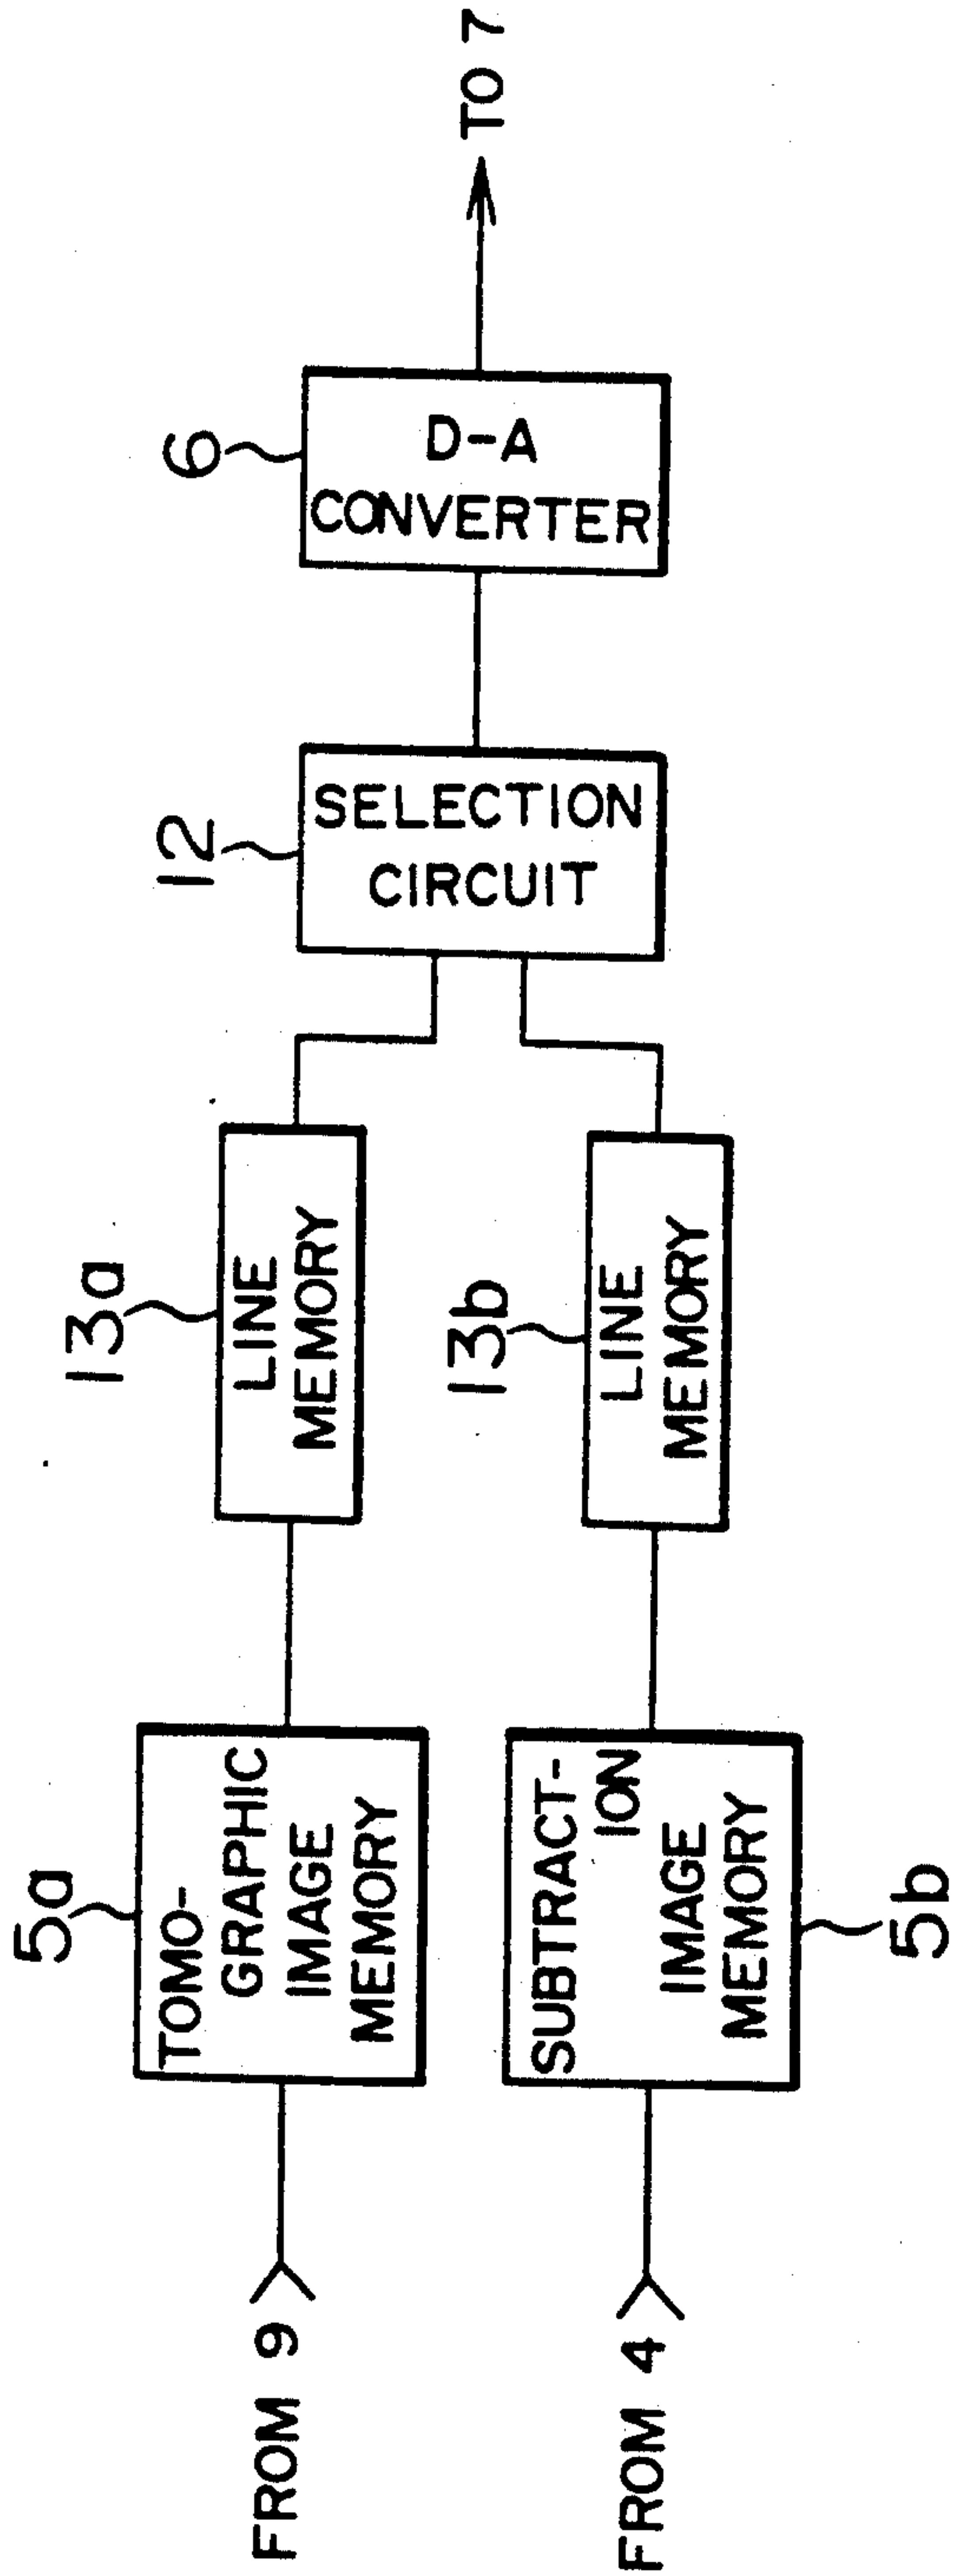 FROM 9
5a
TOMO-
GRAPHIC
IMAGE
MEMORY
13a
LINE
MEMORY
FROM 4
SUBTRACT-
ION
IMAGE
MEMORY
5b
13b
LINE
MEMORY
12
SELECTION
CIRCUIT
6
D-A
CONVERTER
TO 7